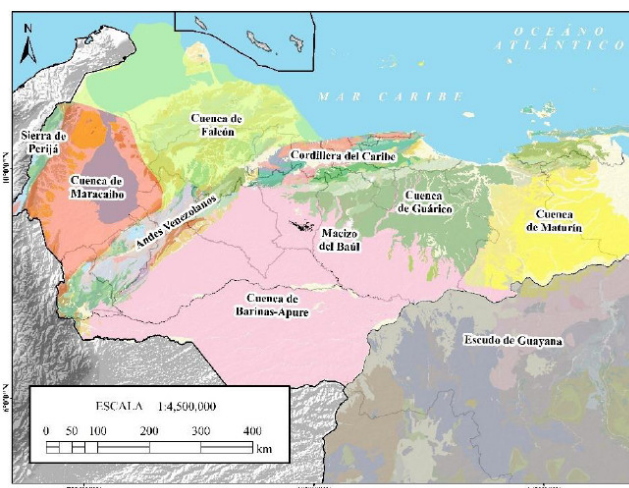 N
OCEÁNO
ATLÁNTICO
MAR CARIBE
Sierra de
Perijá
Cuenca de
Falcón
Cordillera del Caribe
Cuenca de
Maracaibo
Andes Venezolanos
Cuenca
de Guárico
Cuenca
de Maturín
Macizo
del Baúl
Cuenca de
Barinas-Apure
Escudo de Guayana
ESCALA 1:4,500,000
0 50 100 200 300 400
km